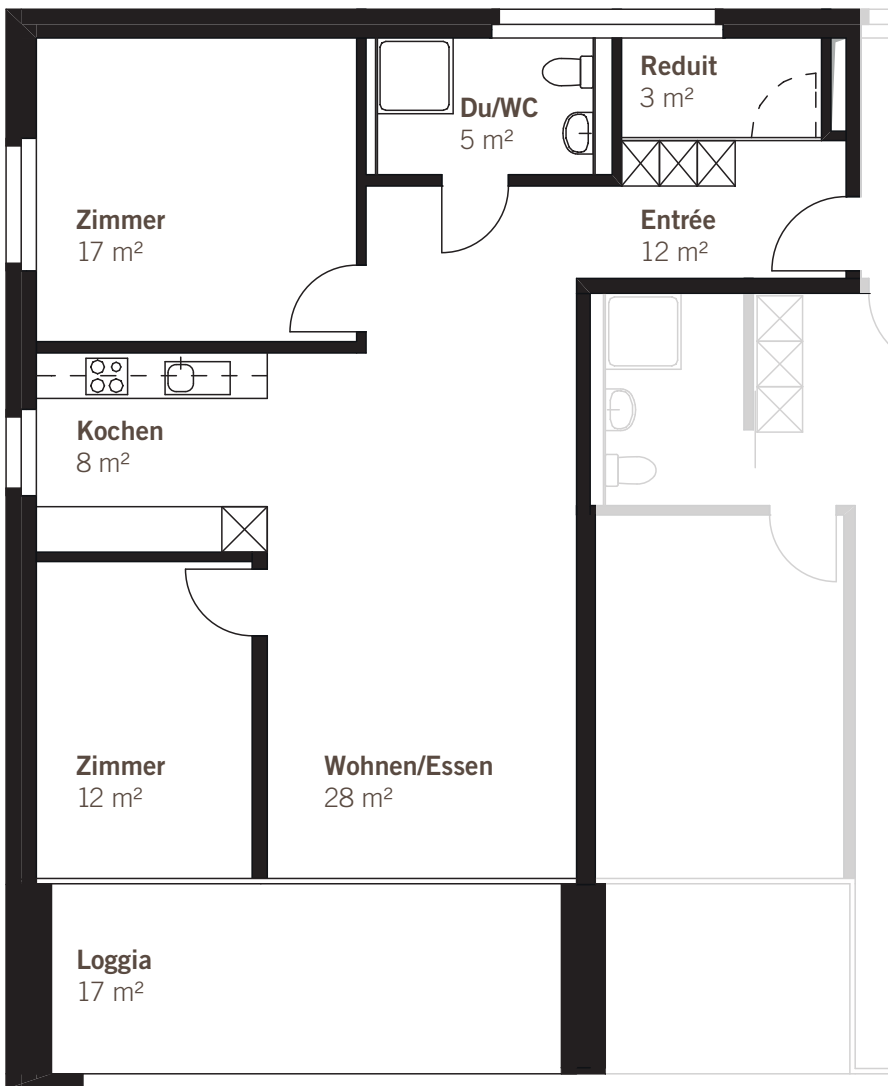 Reduit
3 m²
Du/WC
5 m²
Zimmer
17 m²
Entrée
12 m²
Kochen
8 m²
Zimmer
12 m²
Wohnen/Essen
28 m²
Loggia
17 m²